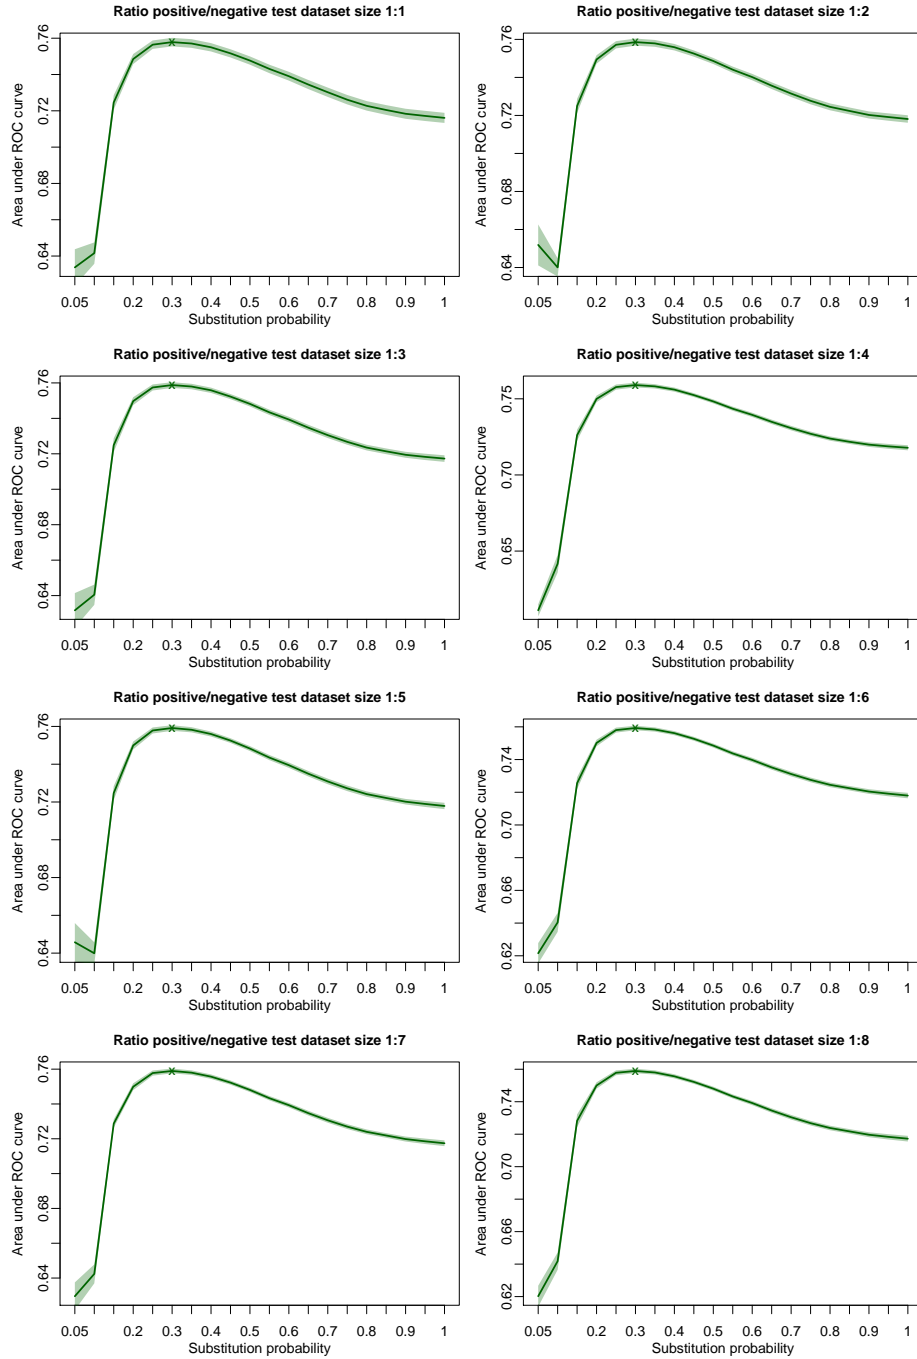 Ratio positive/negative test dataset size 1:1
Area under ROC curve
0.64 0.68 0.72 0.76
0.05 0.2 0.3 0.4 0.5 0.6 0.7 0.8 0.9 1
Substitution probability
Ratio positive/negative test dataset size 1:2
Area under ROC curve
0.64 0.68 0.72 0.76
0.05 0.2 0.3 0.4 0.5 0.6 0.7 0.8 0.9 1
Substitution probability
Ratio positive/negative test dataset size 1:3
Area under ROC curve
0.64 0.68 0.72 0.76
0.05 0.2 0.3 0.4 0.5 0.6 0.7 0.8 0.9 1
Substitution probability
Ratio positive/negative test dataset size 1:4
Area under ROC curve
0.65 0.70 0.75
0.05 0.2 0.3 0.4 0.5 0.6 0.7 0.8 0.9 1
Substitution probability
Ratio positive/negative test dataset size 1:5
Area under ROC curve
0.64 0.68 0.72 0.76
0.05 0.2 0.3 0.4 0.5 0.6 0.7 0.8 0.9 1
Substitution probability
Ratio positive/negative test dataset size 1:6
Area under ROC curve
0.62 0.66 0.70 0.74
0.05 0.2 0.3 0.4 0.5 0.6 0.7 0.8 0.9 1
Substitution probability
Ratio positive/negative test dataset size 1:7
Area under ROC curve
0.64 0.68 0.72 0.76
0.05 0.2 0.3 0.4 0.5 0.6 0.7 0.8 0.9 1
Substitution probability
Ratio positive/negative test dataset size 1:8
Area under ROC curve
0.62 0.66 0.70 0.74
0.05 0.2 0.3 0.4 0.5 0.6 0.7 0.8 0.9 1
Substitution probability